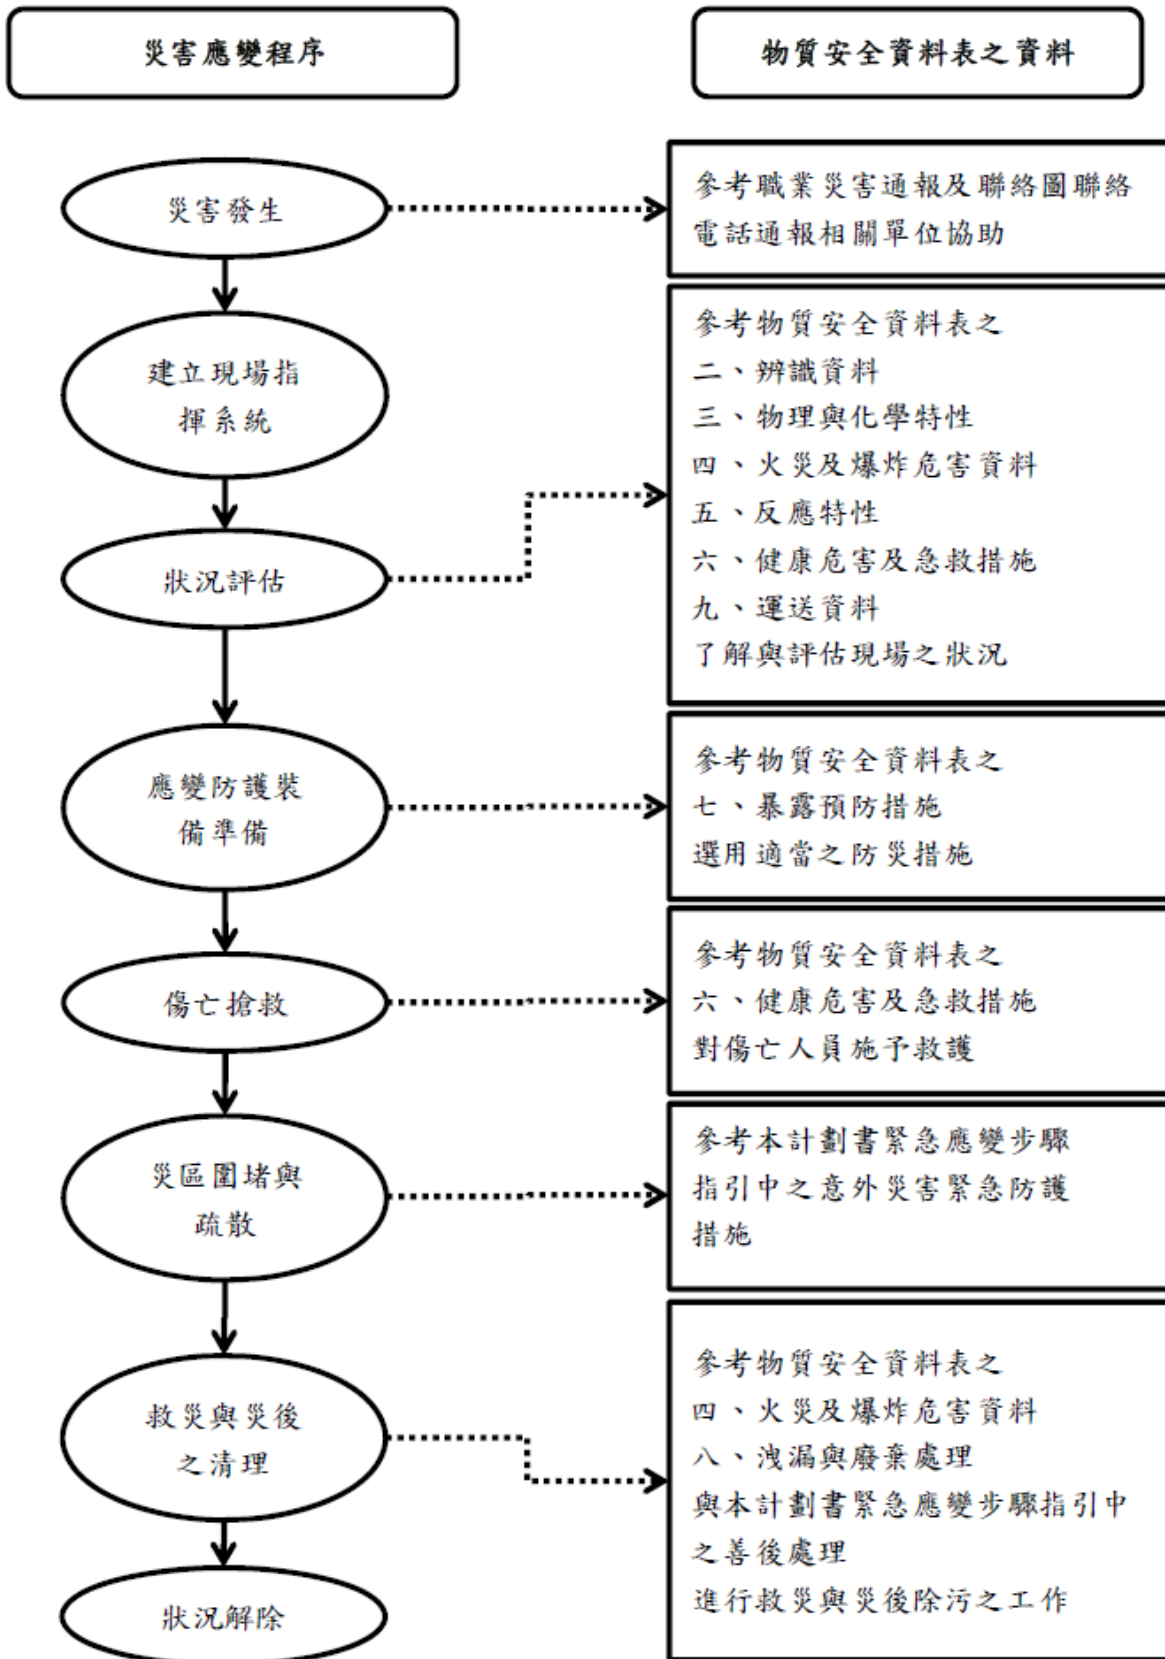 災害應變程序
物質安全資料表之資料
災害發生
參考職業災害通報及聯絡圖聯絡
電話通報相關單位協助
建立現場指
揮系統
狀況評估
參考物質安全資料表之
二、辨識資料
三、物理與化學特性
四、火災及爆炸危害資料
五、反應特性
六、健康危害及急救措施
九、運送資料
了解與評估現場之狀況
應變防護裝
備準備
參考物質安全資料表之
七、暴露預防措施
選用適當之防災措施
傷亡搶救
參考物質安全資料表之
六、健康危害及急救措施
對傷亡人員施予救護
災區圍堵與
疏散
參考本計劃書緊急應變步驟
指引中之意外災害緊急防護
措施
救災與災後
之清理
參考物質安全資料表之
四、火災及爆炸危害資料
八、洩漏與廢棄處理
與本計劃書緊急應變步驟指引中
之善後處理
進行救災與災後除污之工作
狀況解除